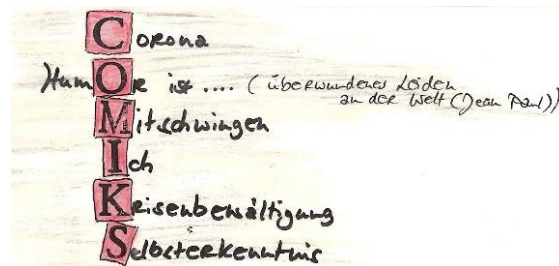 Corona
HumOr ist .... (überwundenes Leiden
an der Welt (Jean Paul))
Mitschwingen
Ich
Krisenbewältigung
Selbsterkenntnis